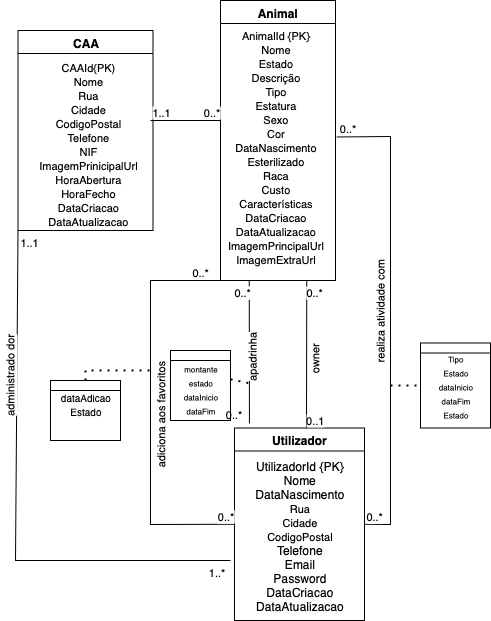 Animal
AnimalId {PK}
Nome
Estado
Descrição
Tipo
Estatura
Sexo
Cor
DataNascimento
Esterilizado
Raca
Custo
Características
DataCriacao
DataAtualizacao
ImagemPrincipalUrl
ImagemExtraUrl
CAA
CAAId{PK)
Nome
Rua
Cidade
CodigoPostal
Telefone
NIF
ImagemPrinicipalUrl
HoraAbertura
HoraFecho
DataCriacao
DataAtualizacao
1..1
0..*
0..*
1..1
0..*
0..*
0..*
administrado dor
adiciona aos favoritos
apadrinha
owner
realiza atividade com
dataAdicao
Estado
montante
estado
dataInicio
dataFim
Tipo
Estado
dataInicio
dataFim
Estado
0..*
0..1
Utilizador
UtilizadorId {PK}
Nome
DataNascimento
Rua
Cidade
CodigoPostal
Telefone
Email
Password
DataCriacao
DataAtualizacao
0..*
0..*
1..*